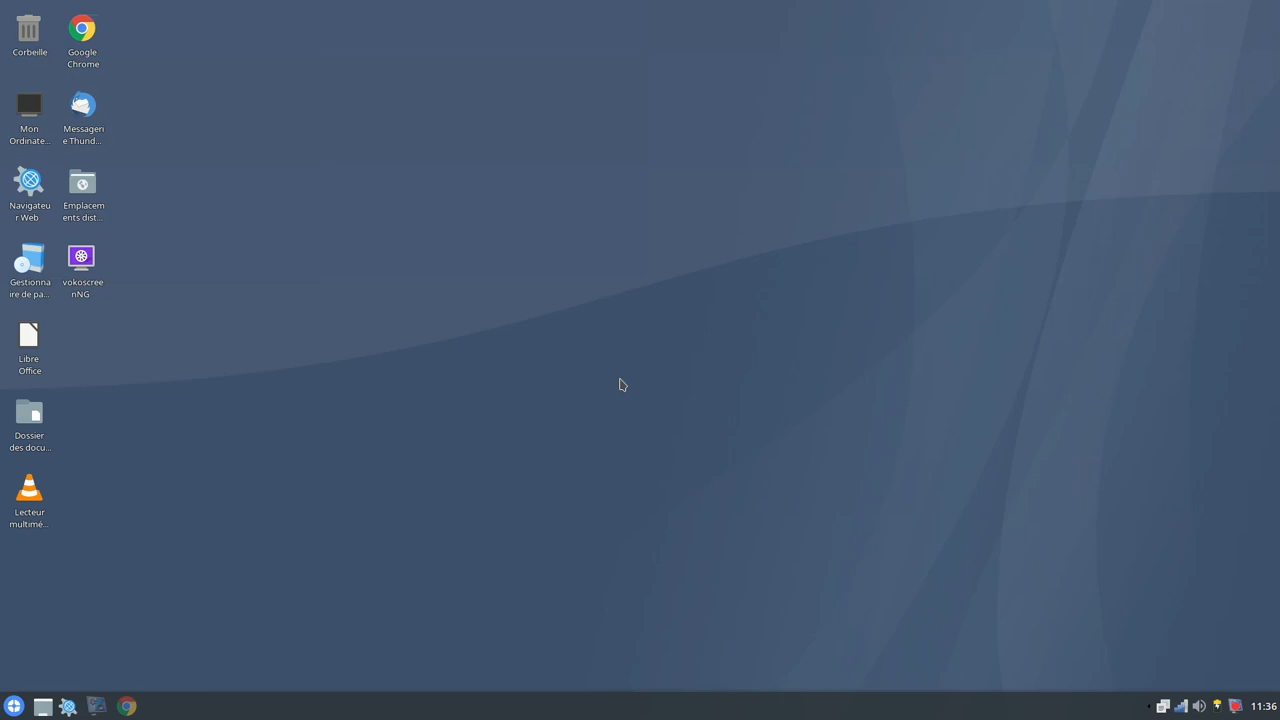 Corbeille
Google
Chrome
Mon
Ordinate...
Messageri
e Thund...
Navigateu
r Web
Emplacem
ents dist...
Gestionna
ire de pa...
vokoscree
nNG
Libre
Office
Dossier
des docu...
Lecteur
multimé...
11:36